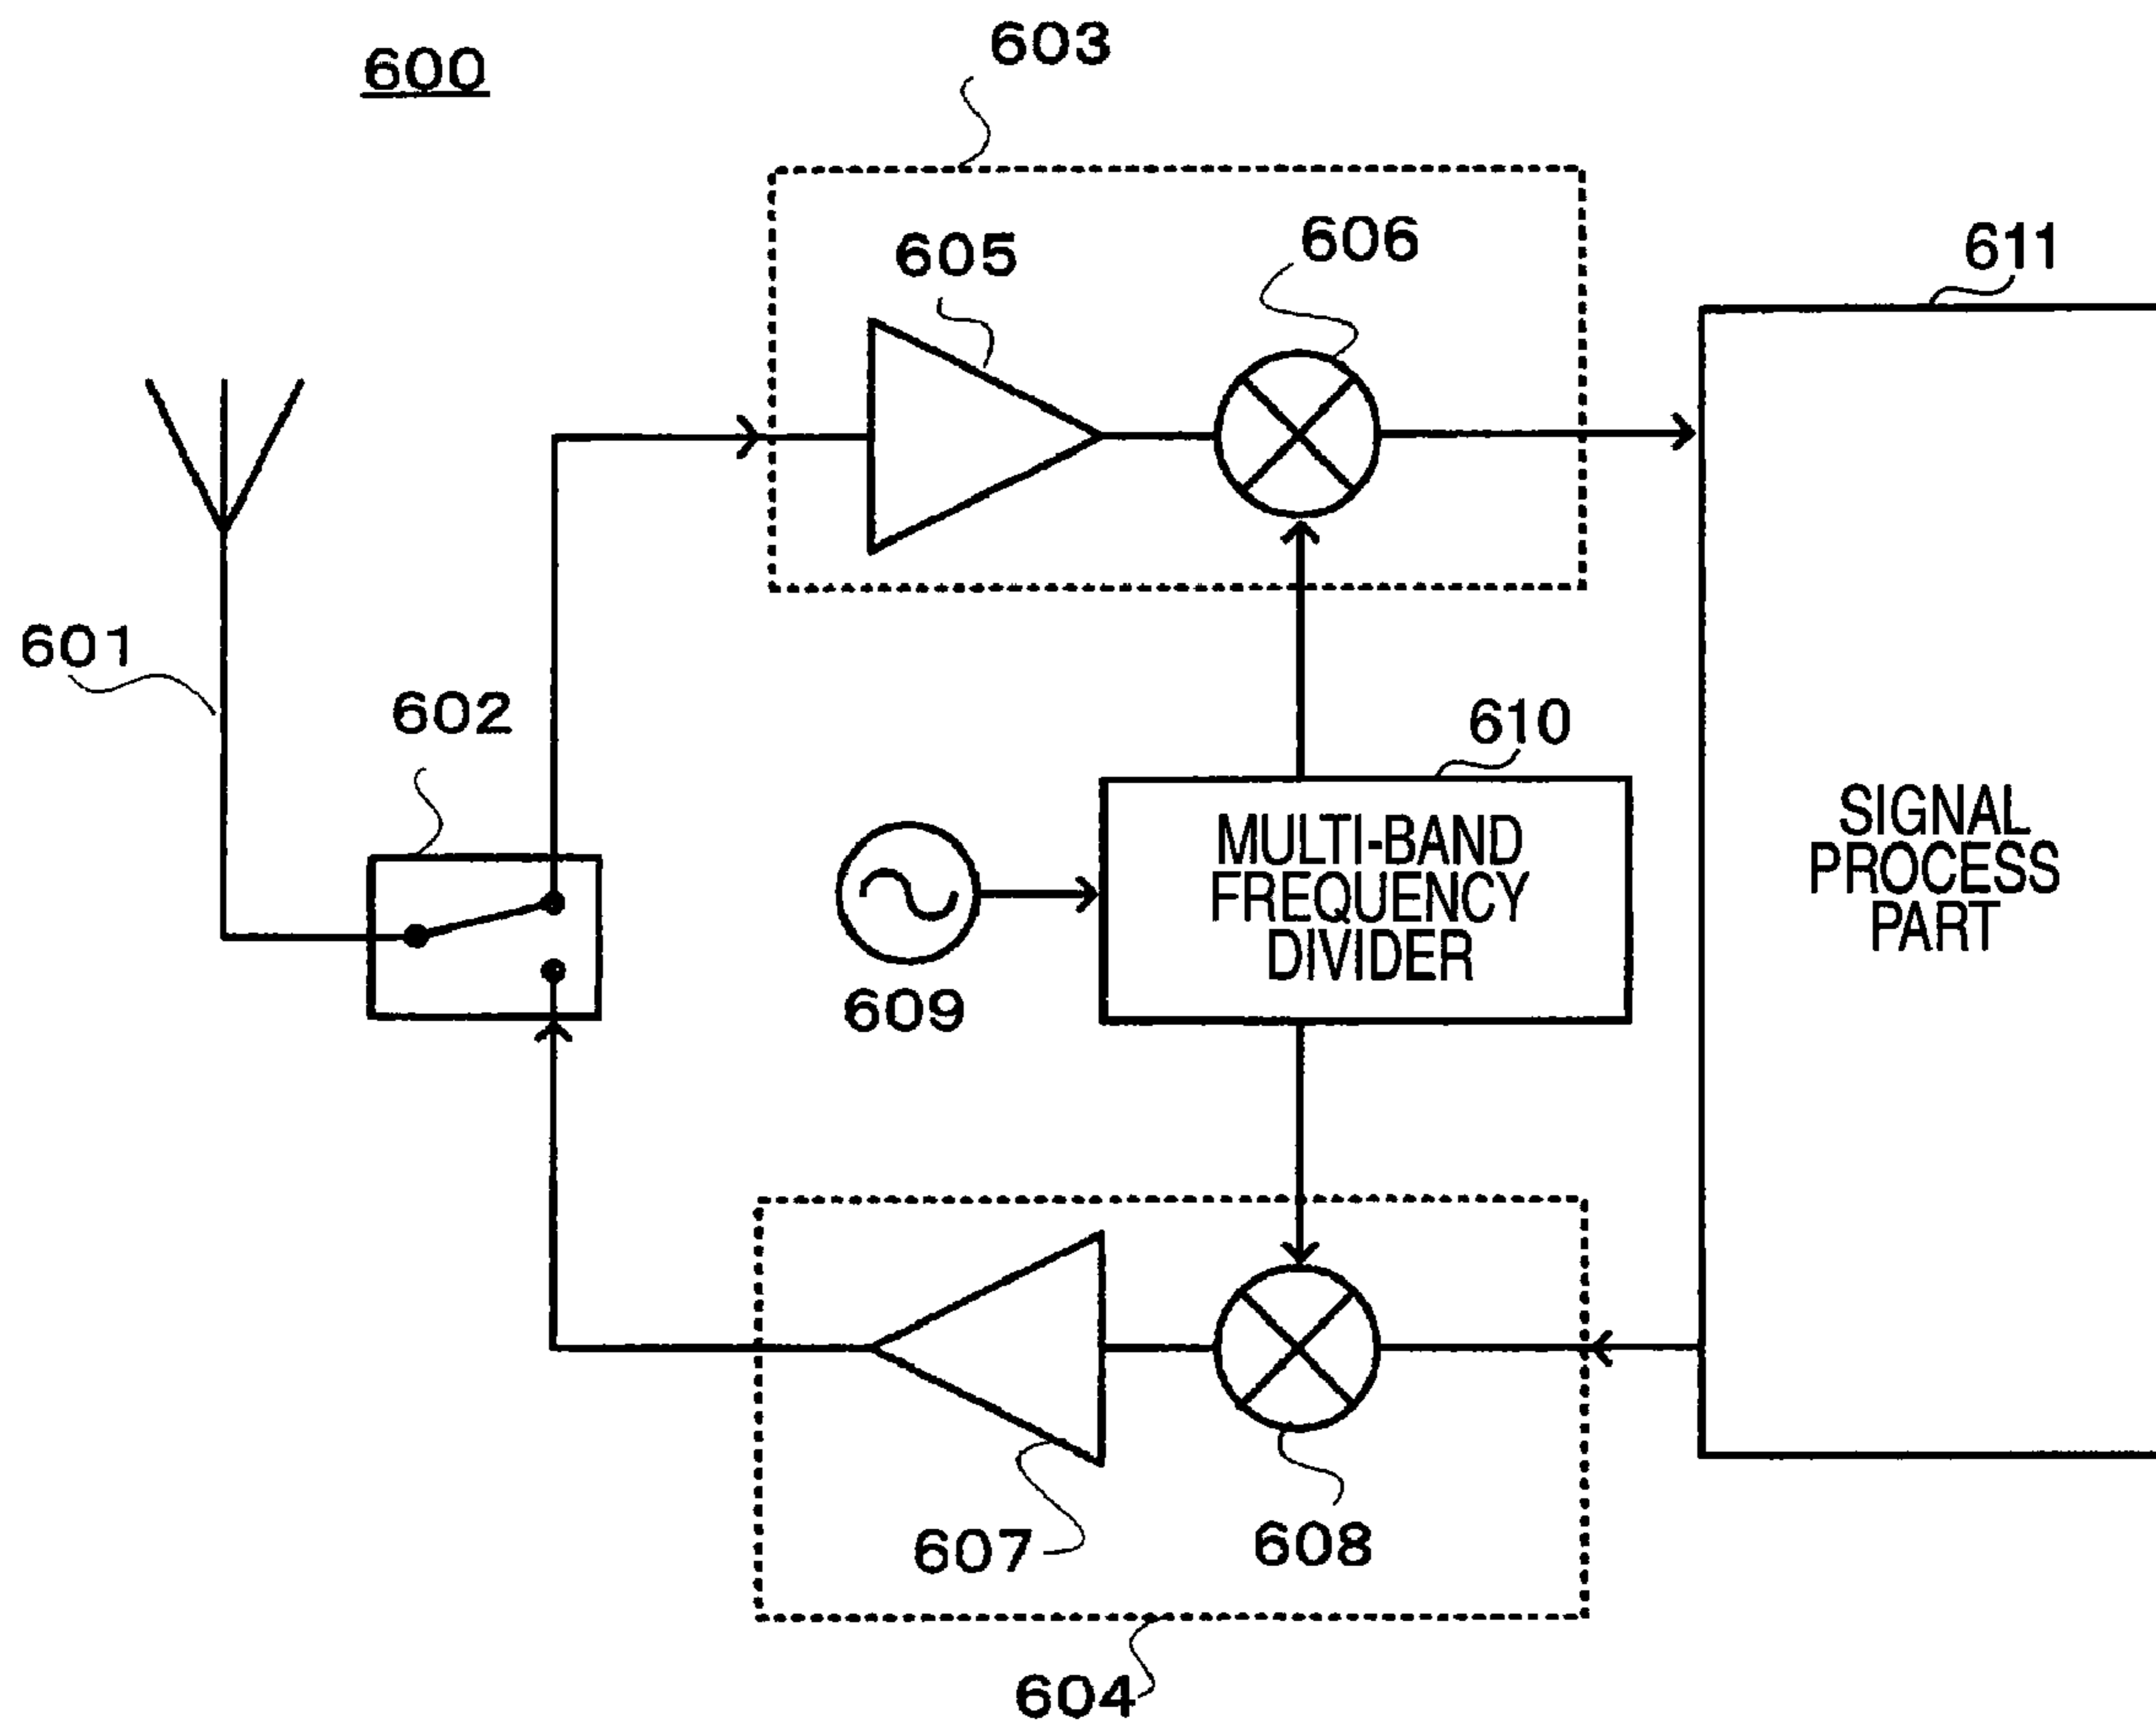 600
603
605
606
611
601
602
610
MULTI-BAND
FREQUENCY
DIVIDER
SIGNAL
PROCESS
PART
609
607
608
604